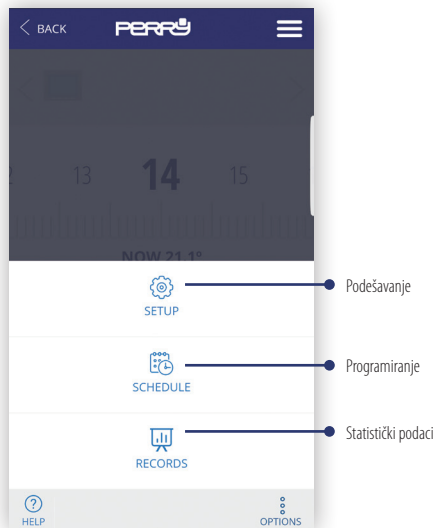 BACK PERRY
13 14 15
NOW 21.1°
SETUP Podešavanje
SCHEDULE Programiranje
RECORDS Statistički podaci
HELP OPTIONS